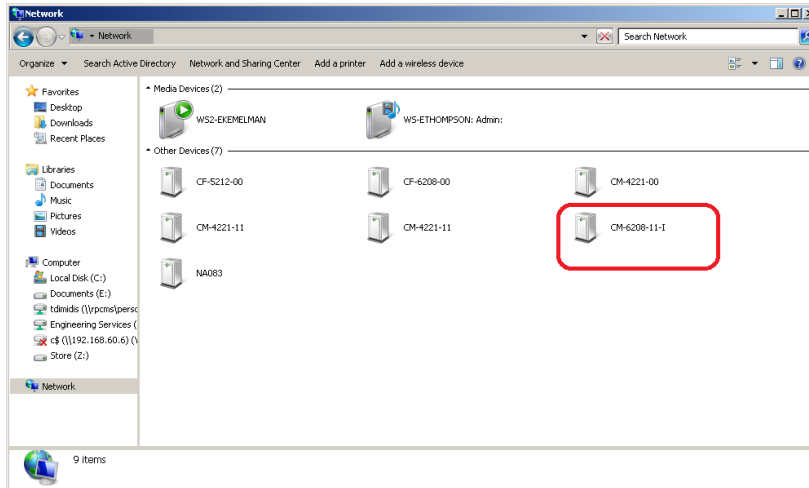 Network
Network
Search Network
Organize
Search Active Directory
Network and Sharing Center
Add a printer
Add a wireless device
Favorites
Desktop
Downloads
Recent Places
Libraries
Documents
Music
Pictures
Videos
Computer
Local Disk (C:)
Documents (E:)
tdimidis (\\rpcms\perso
Engineering Services (
c$ (\\192.168.60.6) (
Store (Z:)
Network
Media Devices (2)
WS2-EKEMELMAN
WS-ETHOMPSON: Admin:
Other Devices (7)
CF-5212-00
CF-6208-00
CM-4221-00
CM-4221-11
CM-4221-11
CM-6208-11-I
NA083
9 items